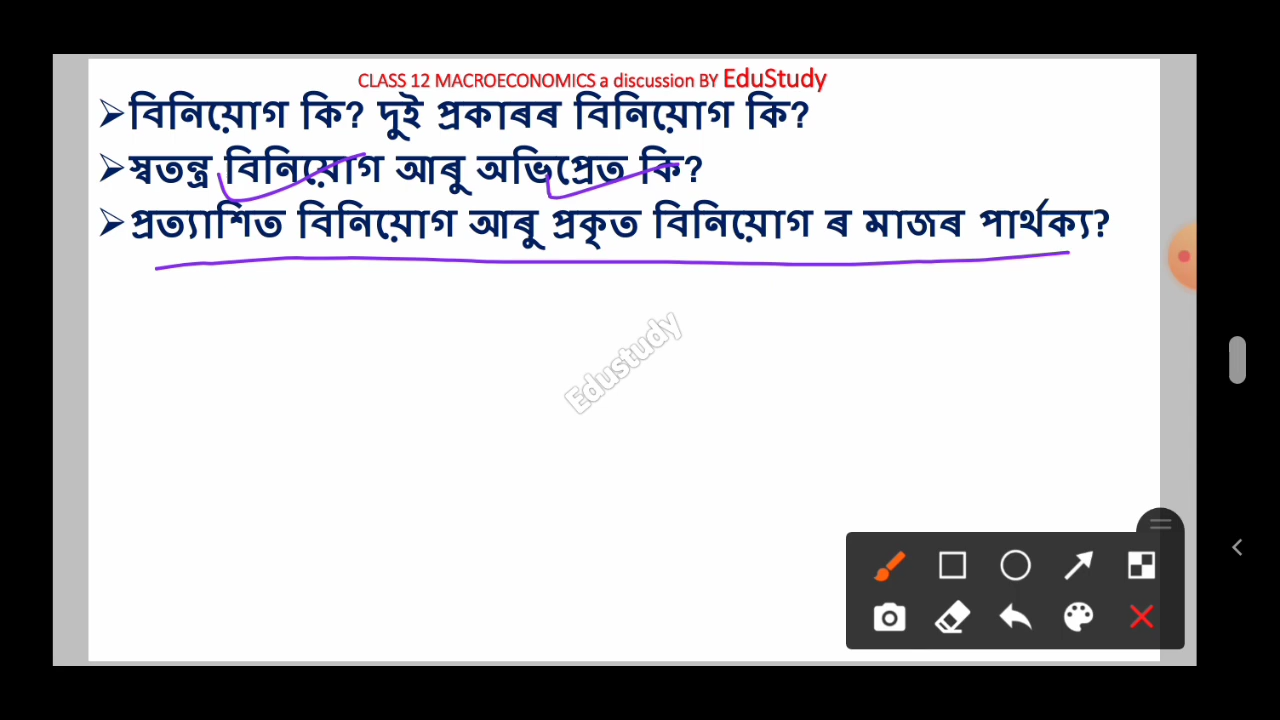 CLASS 12 MACROECONOMICS a discussion BY EduStudy
➢বিনিয়োগ কি? দুই প্ৰকাৰৰ বিনিয়োগ কি?
➢স্বতন্ত্ৰ বিনিয়োগ আৰু অভিপ্ৰেত কি?
➢প্ৰত্যাশিত বিনিয়োগ আৰু প্ৰকৃত বিনিয়োগ ৰ মাজৰ পাৰ্থক্য?
Edustudy